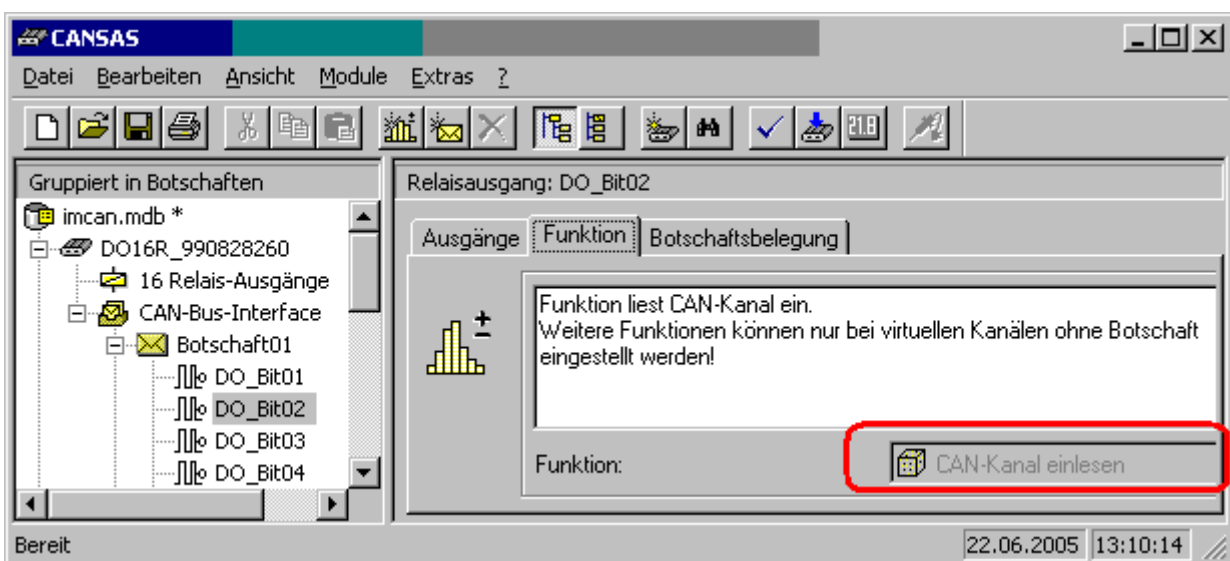 CANSAS
Datei Bearbeiten Ansicht Module Extras ?
21.8
Gruppiert in Botschaften
imcan.mdb *
DO16R_990828260
16 Relais-Ausgänge
CAN-Bus-Interface
Botschaft01
DO_Bit01
DO_Bit02
DO_Bit03
DO_Bit04
Relaisausgang: DO_Bit02
Ausgänge Funktion Botschaftsbelegung
Funktion liest CAN-Kanal ein.
Weitere Funktionen können nur bei virtuellen Kanälen ohne Botschaft
eingestellt werden!
Funktion: CAN-Kanal einlesen
Bereit 22.06.2005 13:10:14